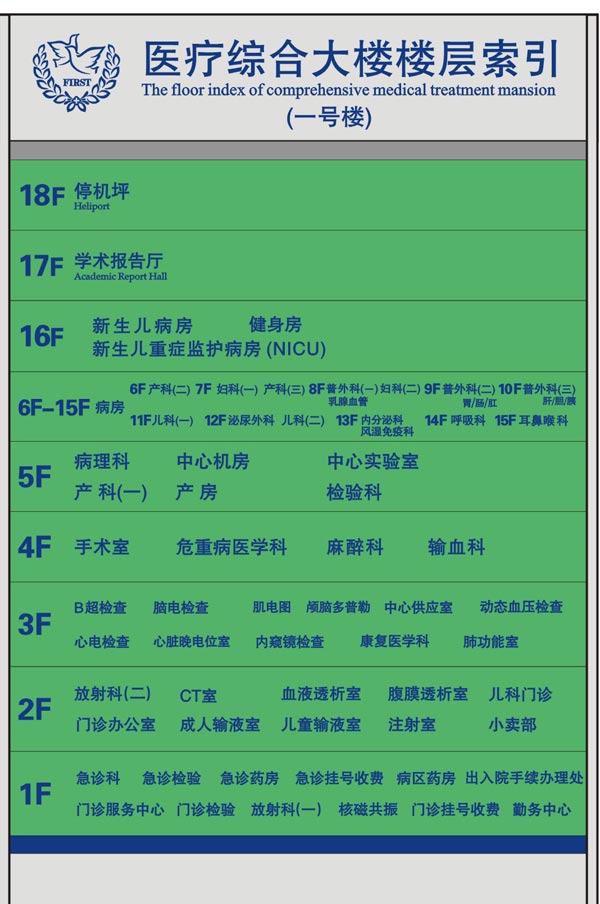 FIRST
医疗综合大楼楼层索引
The floor index of comprehensive medical treatment mansion
(一号楼)
18F 停机坪
Heliport
17F 学术报告厅
Academic Report Hall
16F 新生儿病房 健身房
新生儿重症监护病房 (NICU)
6F-15F 病房 6F 产科(二) 7F 妇科(一) 产科(三) 8F 普外科(一) 妇科(二) 9F 普外科(二) 10F 普外科(三)
乳腺血管 胃/肠/肛 肝/胆/胰
11F 儿科(一) 12F 泌尿外科 儿科(二) 13F 内分泌科 14F 呼吸科 15F 耳鼻喉科
风湿免疫科
5F 病理科 中心机房 中心实验室
产 科(一) 产 房 检验科
4F 手术室 危重病医学科 麻醉科 输血科
3F B超检查 脑电检查 肌电图 颅脑多普勒 中心供应室 动态血压检查
心电检查 心脏晚电位室 内窥镜检查 康复医学科 肺功能室
2F 放射科(二) CT室 血液透析室 腹膜透析室 儿科门诊
门诊办公室 成人输液室 儿童输液室 注射室 小卖部
1F 急诊科 急诊检验 急诊药房 急诊挂号收费 病区药房 出入院手续办理处
门诊服务中心 门诊检验 放射科(一) 核磁共振 门诊挂号收费 勤务中心